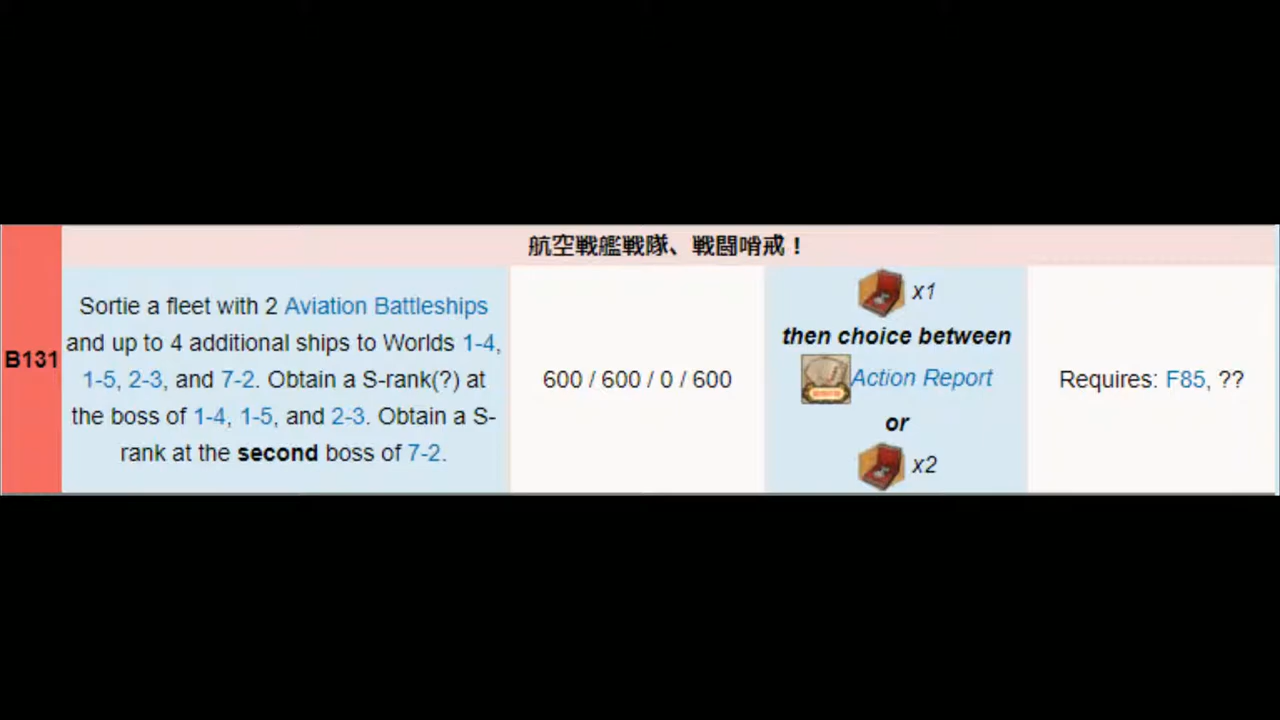 航空戦艦戦隊、戦闘哨戒！
B131
Sortie a fleet with 2 Aviation Battleships
and up to 4 additional ships to Worlds 1-4,
1-5, 2-3, and 7-2. Obtain a S-rank(?) at
the boss of 1-4, 1-5, and 2-3. Obtain a S-
rank at the second boss of 7-2.
600 / 600 / 0 / 600
x1
then choice between
Action Report
or
x2
Requires: F85, ??